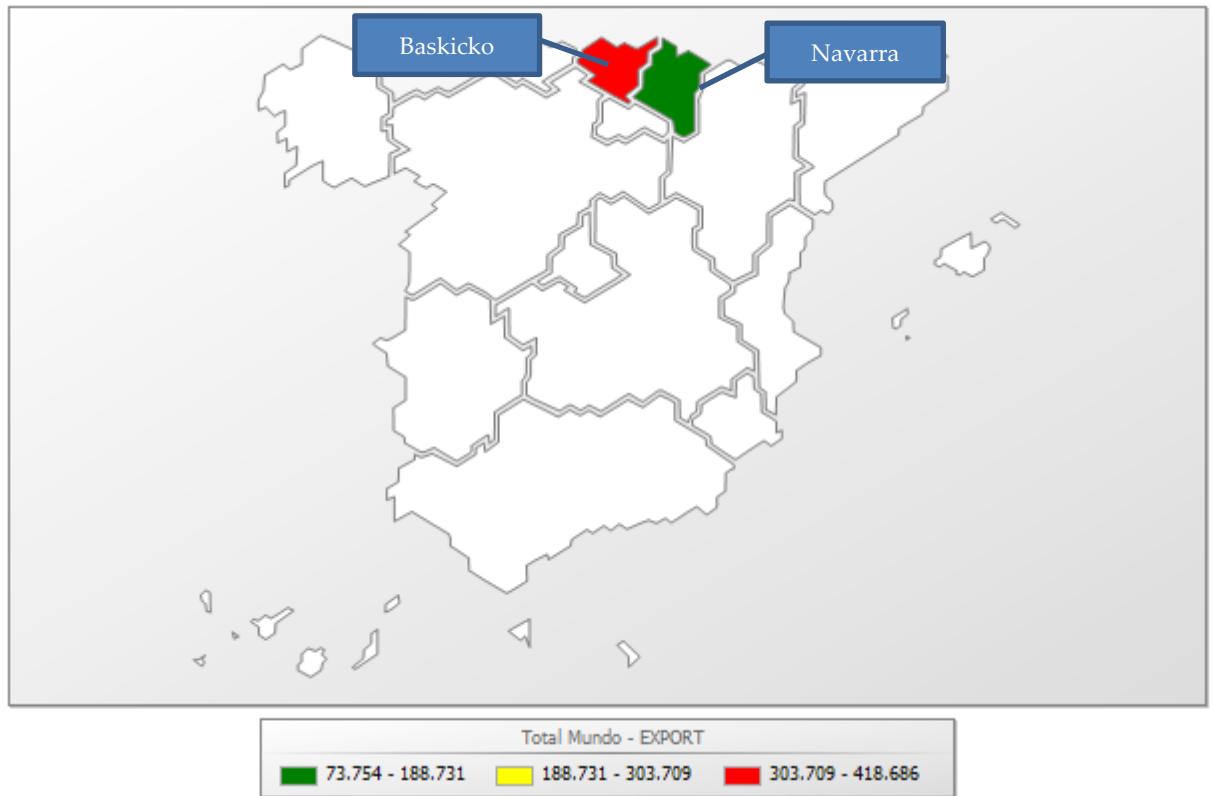 Baskicko
Navarra
Total Mundo - EXPORT
73.754 - 188.731 188.731 - 303.709 303.709 - 418.686